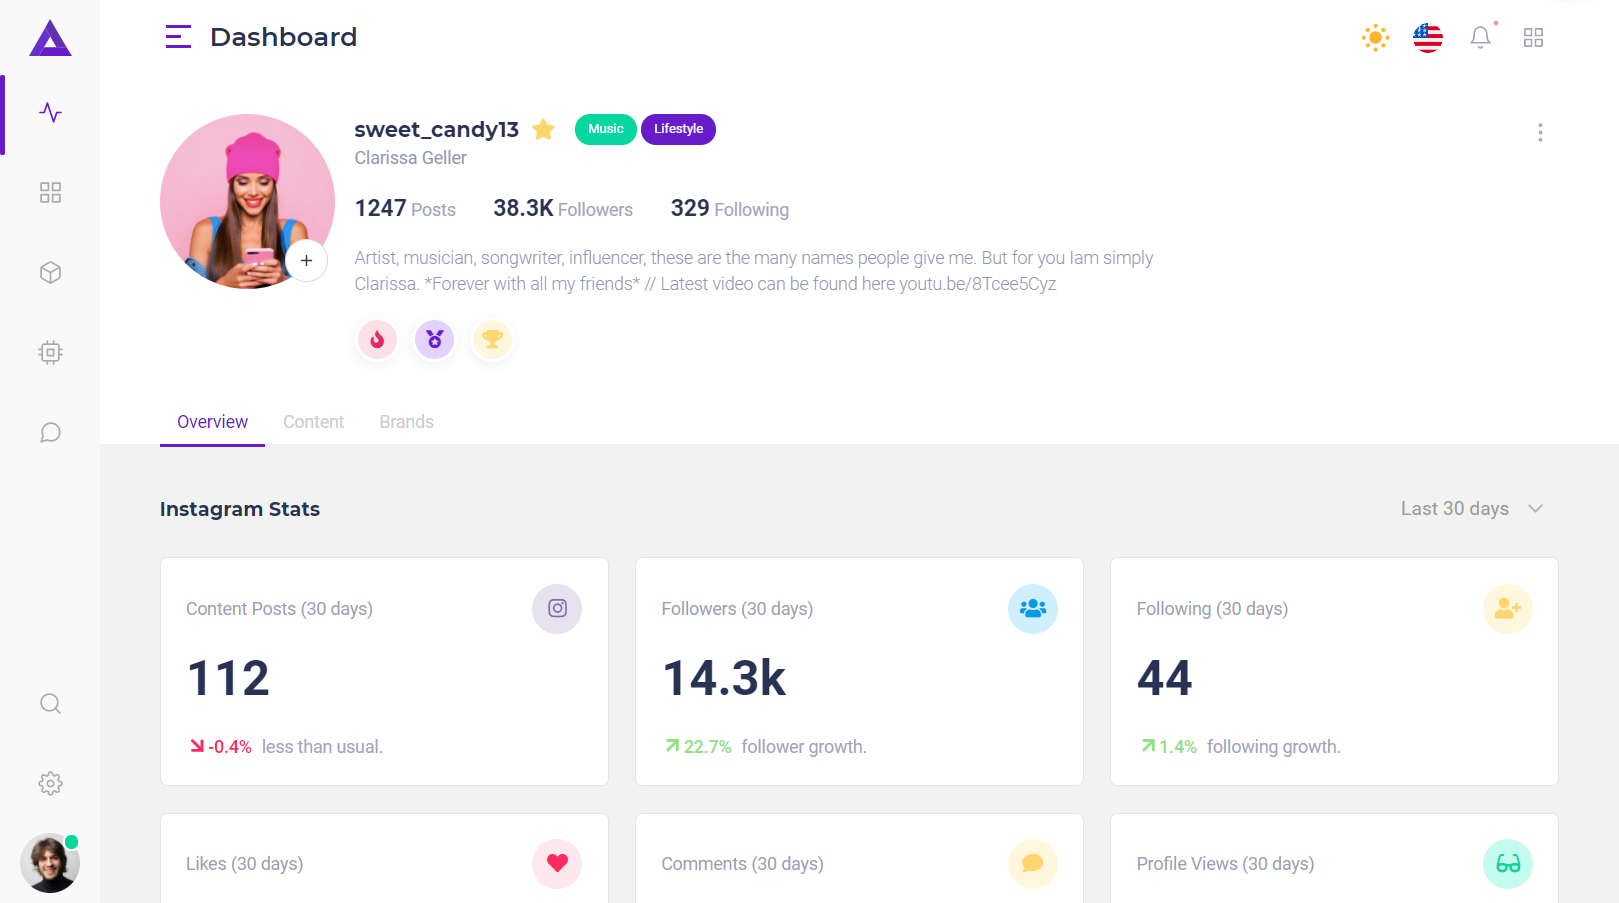 Dashboard
sweet_candy13 Music Lifestyle
Clarissa Geller
1247 Posts 38.3K Followers 329 Following
Artist, musician, songwriter, influencer, these are the many names people give me. But for you Iam simply
Clarissa. *Forever with all my friends* // Latest video can be found here youtu.be/8Tcee5Cyz
Overview Content Brands
Instagram Stats Last 30 days
Content Posts (30 days)
112
-0.4% less than usual.
Followers (30 days)
14.3k
22.7% follower growth.
Following (30 days)
44
1.4% following growth.
Likes (30 days)
Comments (30 days)
Profile Views (30 days)